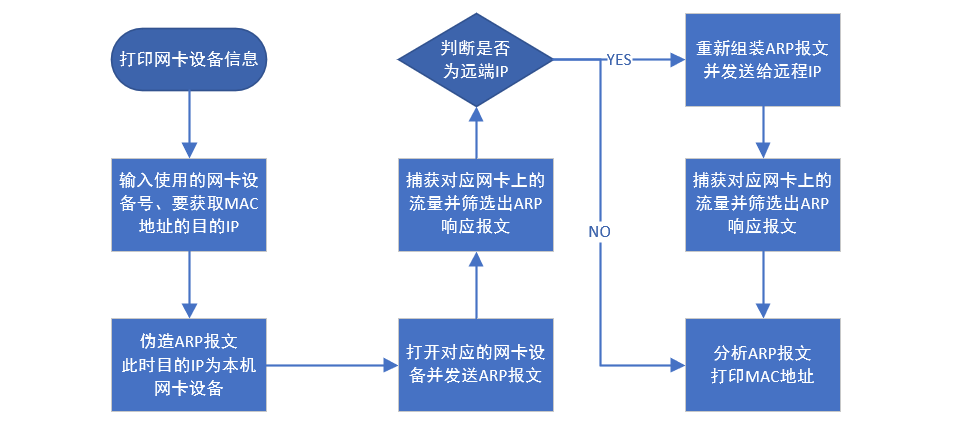 打印网卡设备信息
输入使用的网卡设
备号、要获取MAC
地址的目的IP
伪造ARP报文
此时目的IP为本机
网卡设备
打开对应的网卡设
备并发送ARP报文
捕获对应网卡上的
流量并筛选出ARP
响应报文
判断是否
为远端IP
YES
NO
重新组装ARP报文
并发送给远程IP
捕获对应网卡上的
流量并筛选出ARP
响应报文
分析ARP报文
打印MAC地址